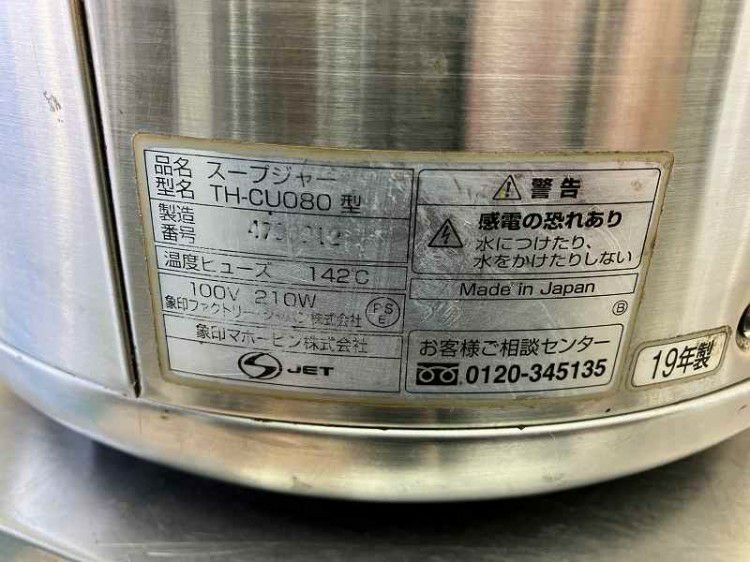 品名 スープジャー
型名 TH-CU080 型
製造
番号
温度ヒューズ 142℃
100V 210W
象印ファクトリー・ジャパン株式会社
PS
E
象印マホービン株式会社
S JET
警告
感電の恐れあり
水につけたり、
水をかけたりしない
Made in Japan
B
お客様ご相談センター
0120-345135
19年製